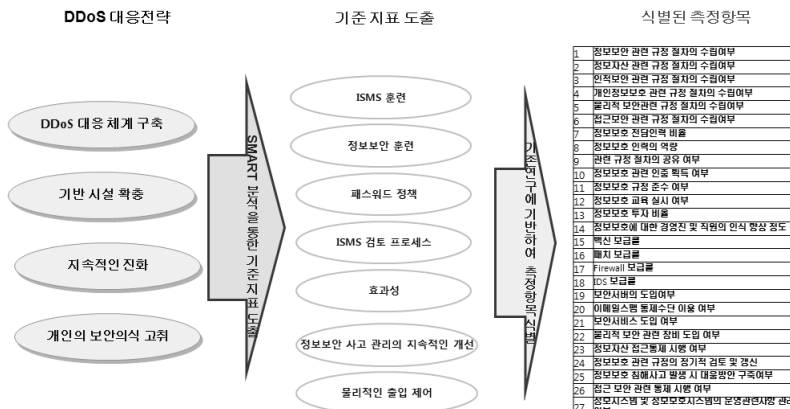 DDoS 대응전략
기준 지표 도출
식별된 측정항목
DDoS 대응 체계 구축
기반 시설 확충
지속적인 진화
개인의 보안의식 고취
SMART 분석을 통한 기준 지표 도출
ISMS 훈련
정보보안 훈련
패스워드 정책
ISMS 검토 프로세스
효과성
정보보안 사고 관리의 지속적인 개선
물리적인 출입 제어
기존연구에 기반하여 측정항목 식별
1 정보보안 관련 규정 절차의 수립여부
2 정보자산 관련 규정 절차의 수립여부
3 인적보안 관련 규정 절차의 수립여부
4 개인정보보호 관련 규정 절차의 수립여부
5 물리적 보안관련 규정 절차의 수립여부
6 접근보안 관련 규정 절차의 수립여부
7 정보보호 전담인력 비율
8 정보보호 인력의 역량
9 관련 규정 절차의 공유 여부
10 정보보호 관련 인증 획득 여부
11 정보보호 규정 준수 여부
12 정보보호 교육 실시 여부
13 정보보호 투자 비율
14 정보보호에 대한 경영진 및 직원의 인식 향상 정도
15 백신 보급률
16 패치 보급률
17 Firewall 보급률
18 IDS 보급률
19 보안서버의 도입여부
20 이메일스팸 통제수단 이용 여부
21 보안서비스 도입 여부
22 물리적 보안 관련 장비 도입 여부
23 정보자산 접근통제 시행 여부
24 정보보호 관련 규정의 정기적 검토 및 갱신
25 정보보호 침해사고 발생 시 대응방안 구축여부
26 접근 보안 관련 통제 시행 여부
27 정보시스템 및 정보보호시스템의 운영관련사항 관리